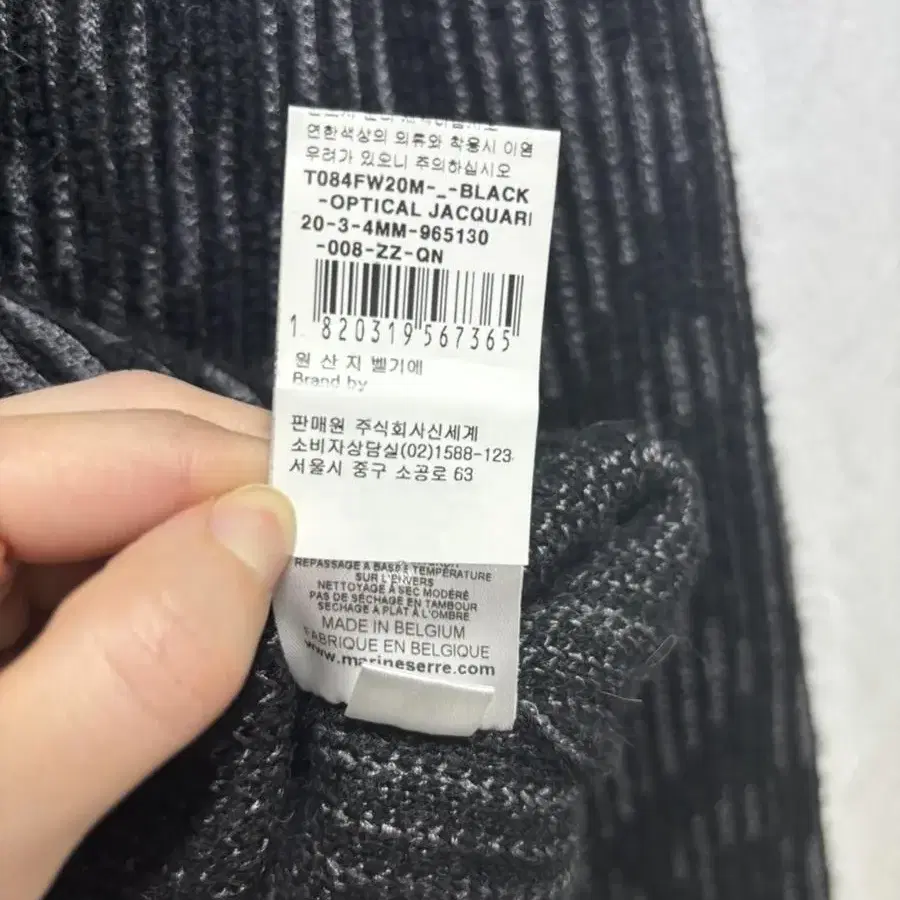 연한색상의 의류와 착용시 이염
우려가 있으니 주의하십시오
T084FW20M-_-BLACK
-OPTICAL JACQUARI
20-3-4MM-965130
-008-ZZ-QN
1 820319 567365
원 산 지 벨기에
Brand by
판매원 주식회사신세계
소비자상담실(02)1588-123
서울시 중구 소공로 63
REPASSAGE A BASSE TEMPÉRATURE
SUR L'ENVERS
NETTOYAGE A SEC MODÉRÉ
PAS DE SÉCHAGE EN TAMBOUR
SÉCHAGE A PLAT À L'OMBRE
MADE IN BELGIUM
FABRIQUE EN BELGIQUE
www.marineserre.com